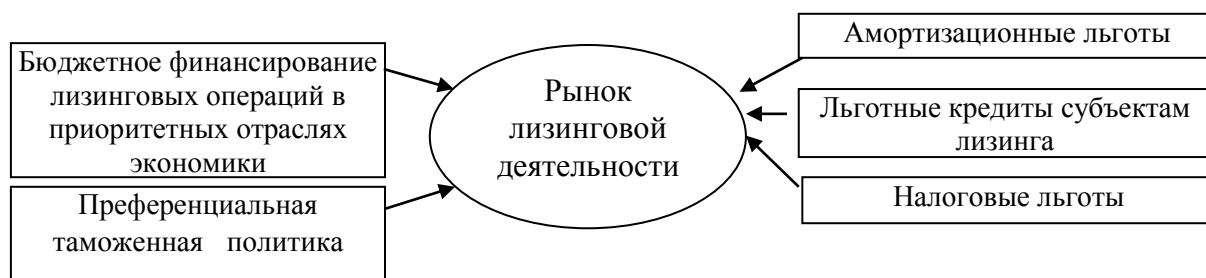 Бюджетное финансирование
лизинговых операций в
приоритетных отраслях
экономики
Преференциальная
таможенная политика
Рынок
лизинговой
деятельности
Амортизационные льготы
Льготные кредиты субъектам
лизинга
Налоговые льготы